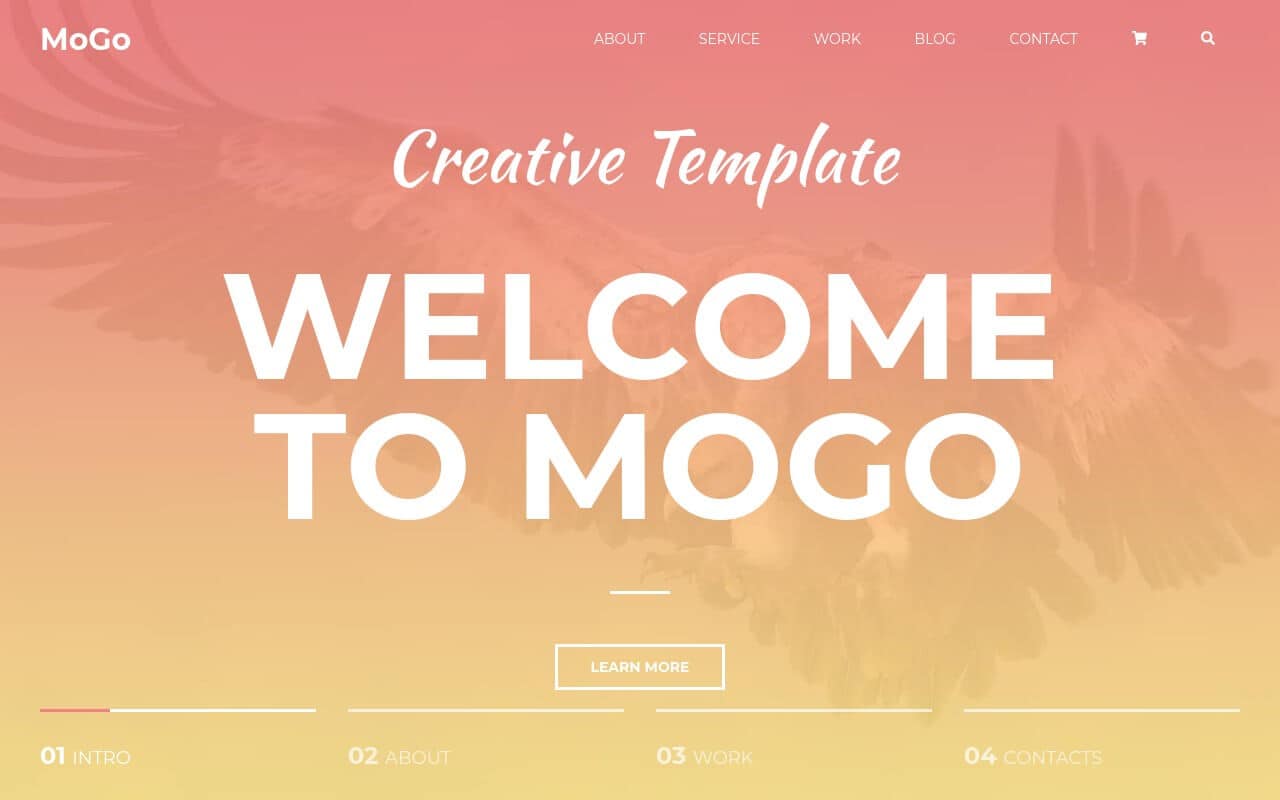 MoGo
ABOUT SERVICE WORK BLOG CONTACT
Creative Template
WELCOME
TO MOGO
LEARN MORE
01 INTRO
02 ABOUT
03 WORK
04 CONTACTS